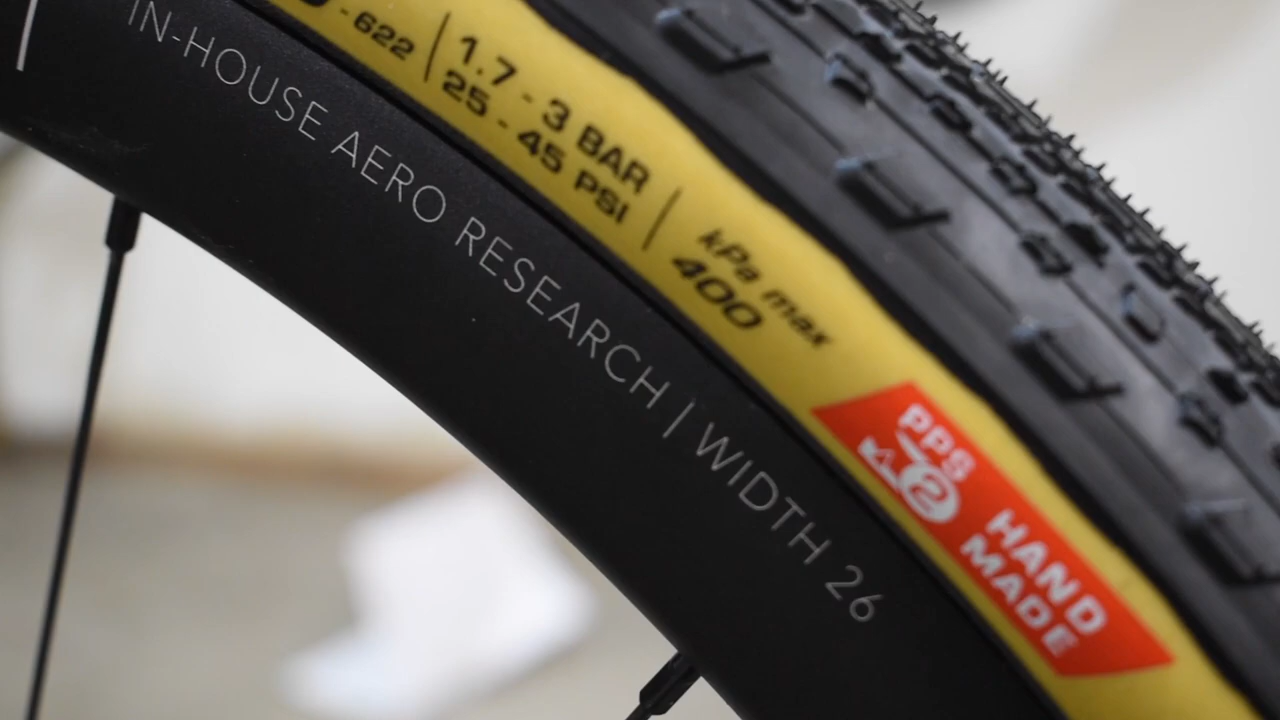 -622
1.7 - 3 BAR
25 - 45 PSI
kPa max
400
PPS
2
HAND
MADE
IN-HOUSE AERO RESEARCH | WIDTH 26